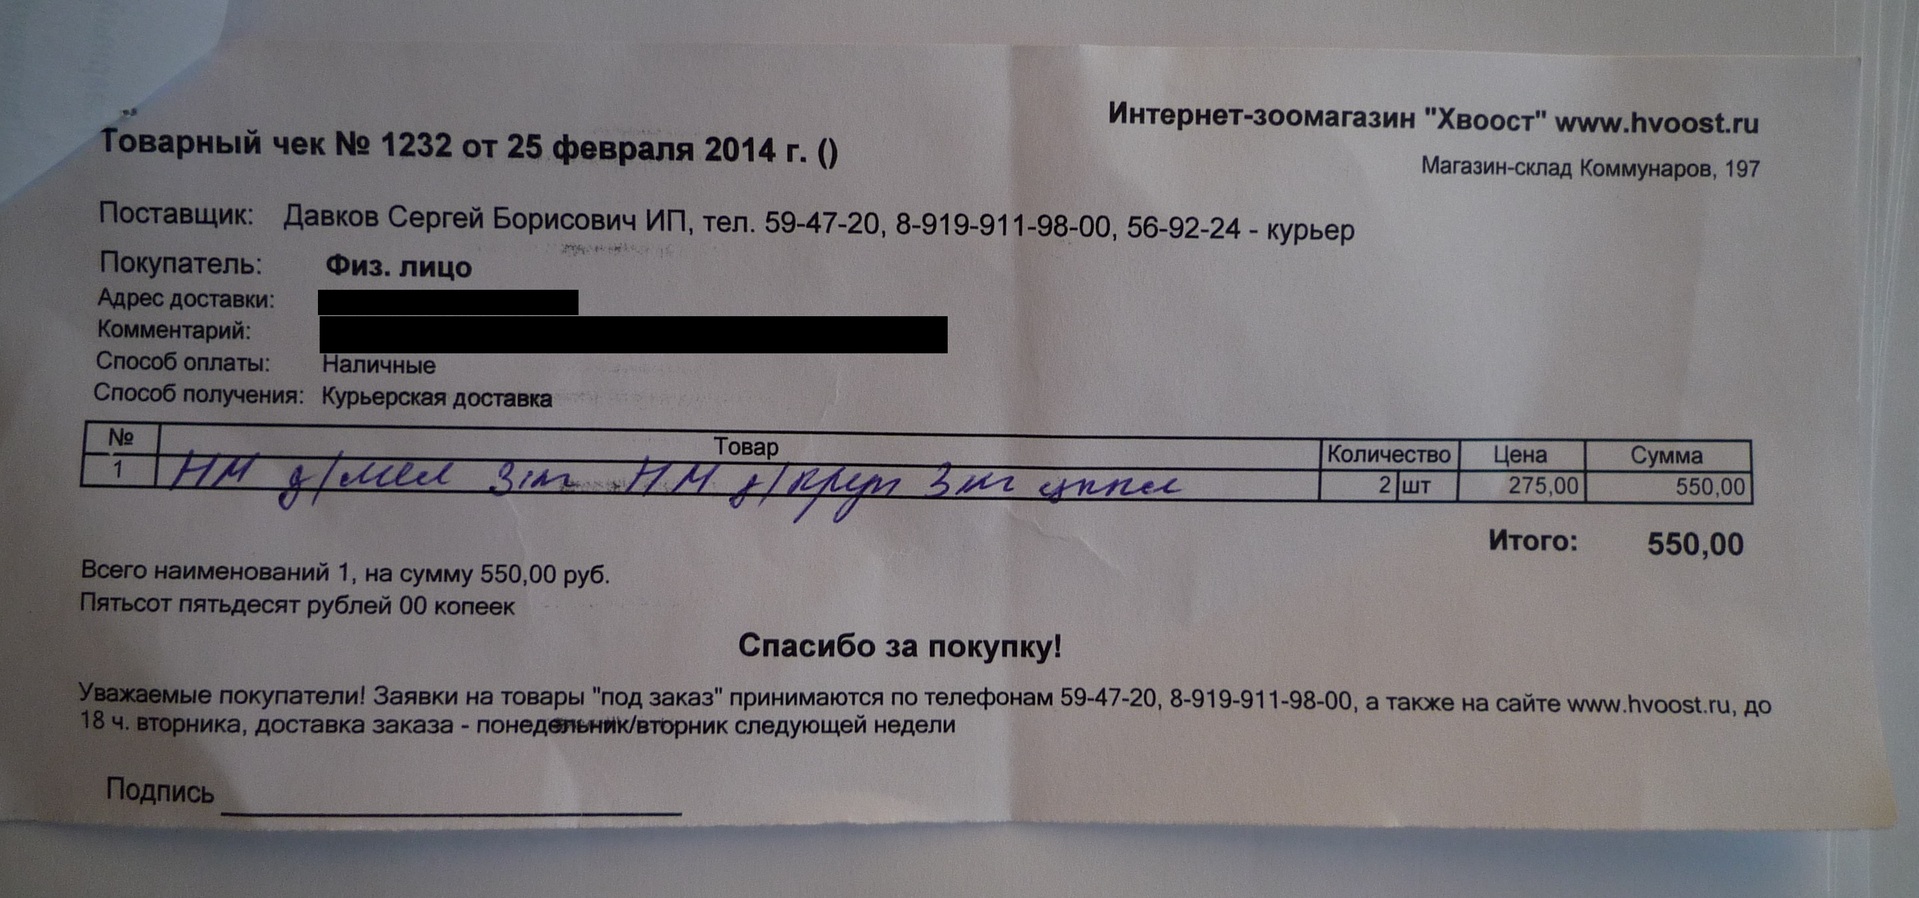 Интернет-зоомагазин "Хвоост" www.hvoost.ru
Товарный чек № 1232 от 25 февраля 2014 г. ()
Магазин-склад Коммунаров, 197
Поставщик: Давков Сергей Борисович ИП, тел. 59-47-20, 8-919-911-98-00, 56-92-24 - курьер
Покупатель: Физ. лицо
Адрес доставки:
Комментарий:
Способ оплаты: Наличные
Способ получения: Курьерская доставка
№ Товар Количество Цена Сумма
1 НМ д/мел 3кг НМ д/круп 3кг 2 шт 275,00 550,00
Итого: 550,00
Всего наименований 1, на сумму 550,00 руб.
Пятьсот пятьдесят рублей 00 копеек
Спасибо за покупку!
Уважаемые покупатели! Заявки на товары "под заказ" принимаются по телефонам 59-47-20, 8-919-911-98-00, а также на сайте www.hvoost.ru, до
18 ч. вторника, доставка заказа - понедельник/вторник следующей недели
Подпись